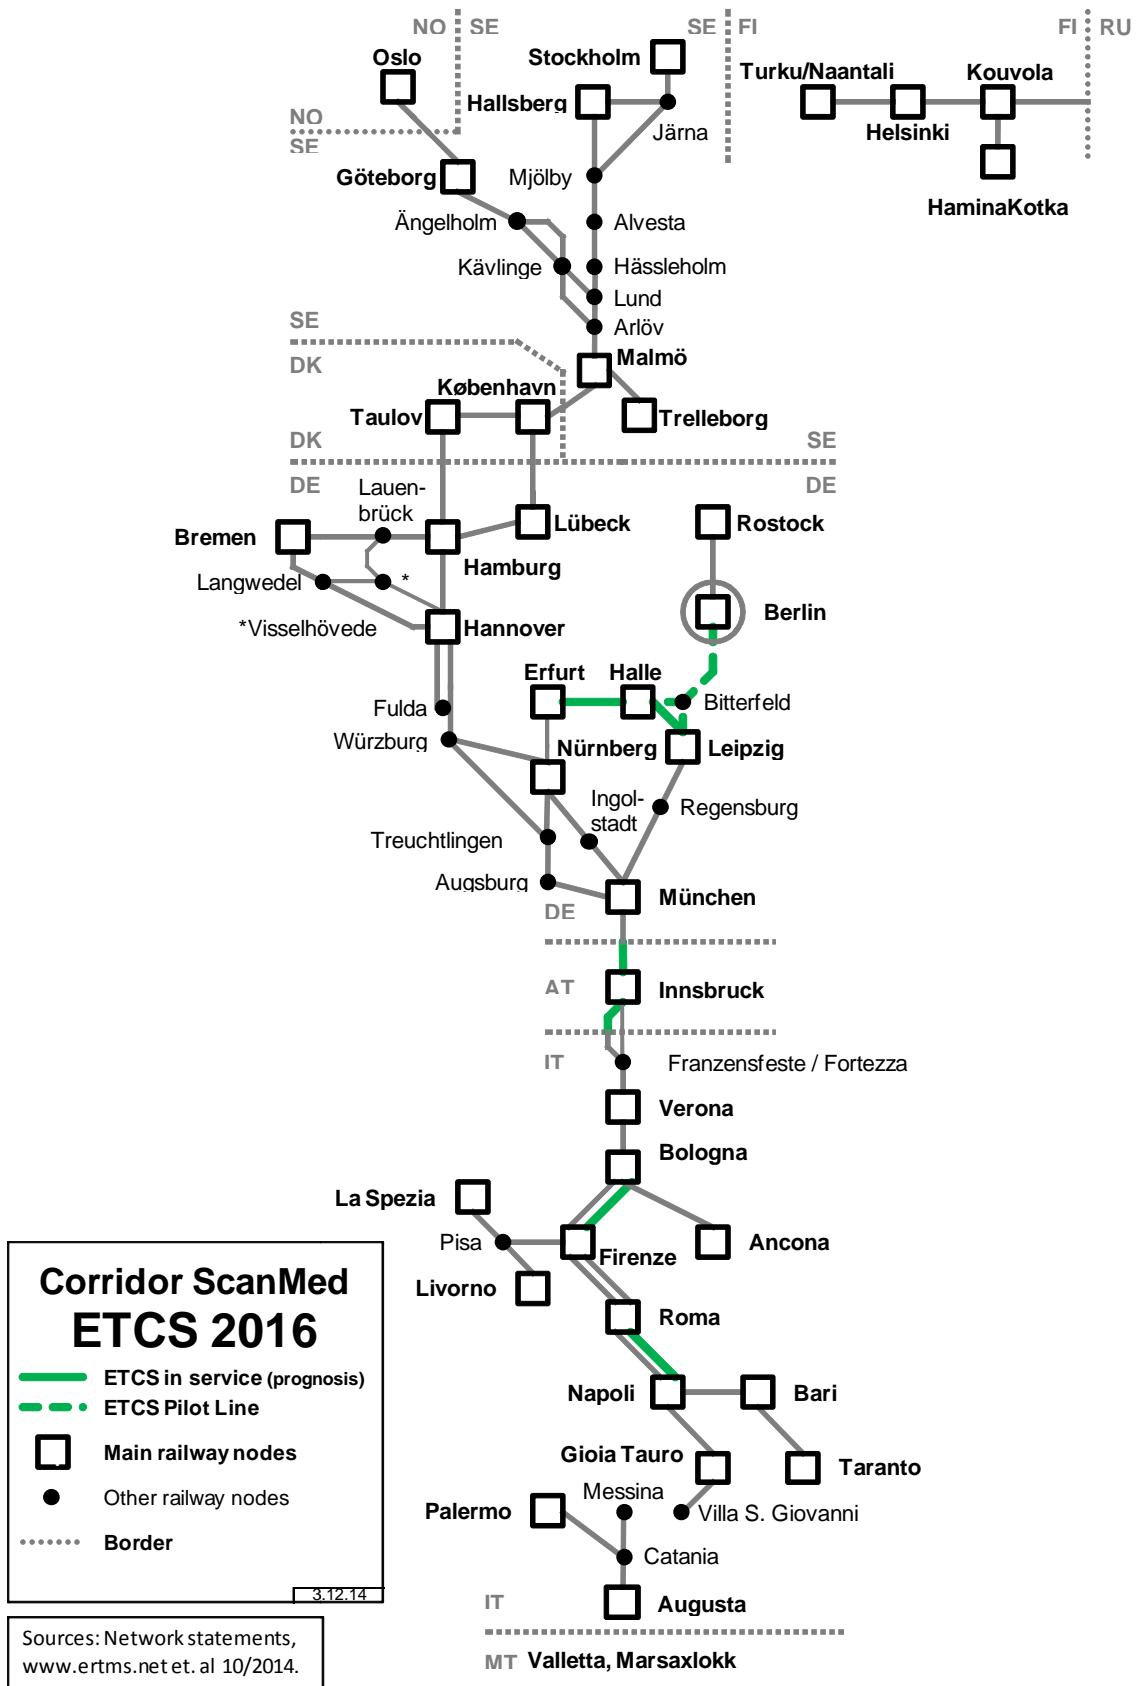 NO SE SE FI FI RU
Oslo
Stockholm
Turku/Naantali
Kouvola
Hallsberg
NO
SE
Järna
Helsinki
Göteborg
Mjölby
HaminaKotka
Ängelholm
Alvesta
Kävlinge
Hässleholm
Lund
SE
Arlöv
DK
Malmö
København
Taulov
Trelleborg
DK
SE
DE
DE
Lauen-
brück
Bremen
Lübeck
Rostock
Hamburg
Langwedel
*
Berlin
*Visselhövede
Hannover
Erfurt
Halle
Fulda
Bitterfeld
Würzburg
Nürnberg
Leipzig
Ingol-
stadt
Regensburg
Treuchtlingen
Augsburg
München
DE
AT
Innsbruck
IT
Franzensfeste / Fortezza
Verona
Bologna
La Spezia
Pisa
Firenze
Ancona
Livorno
Roma
Napoli
Bari
Gioia Tauro
Taranto
Messina
Palermo
Villa S. Giovanni
Catania
IT
Augusta
MT Valletta, Marsaxlokk
Corridor ScanMed
ETCS 2016
ETCS in service (prognosis)
ETCS Pilot Line
Main railway nodes
Other railway nodes
Border
3.12.14
Sources: Network statements,
www.ertms.net et. al 10/2014.